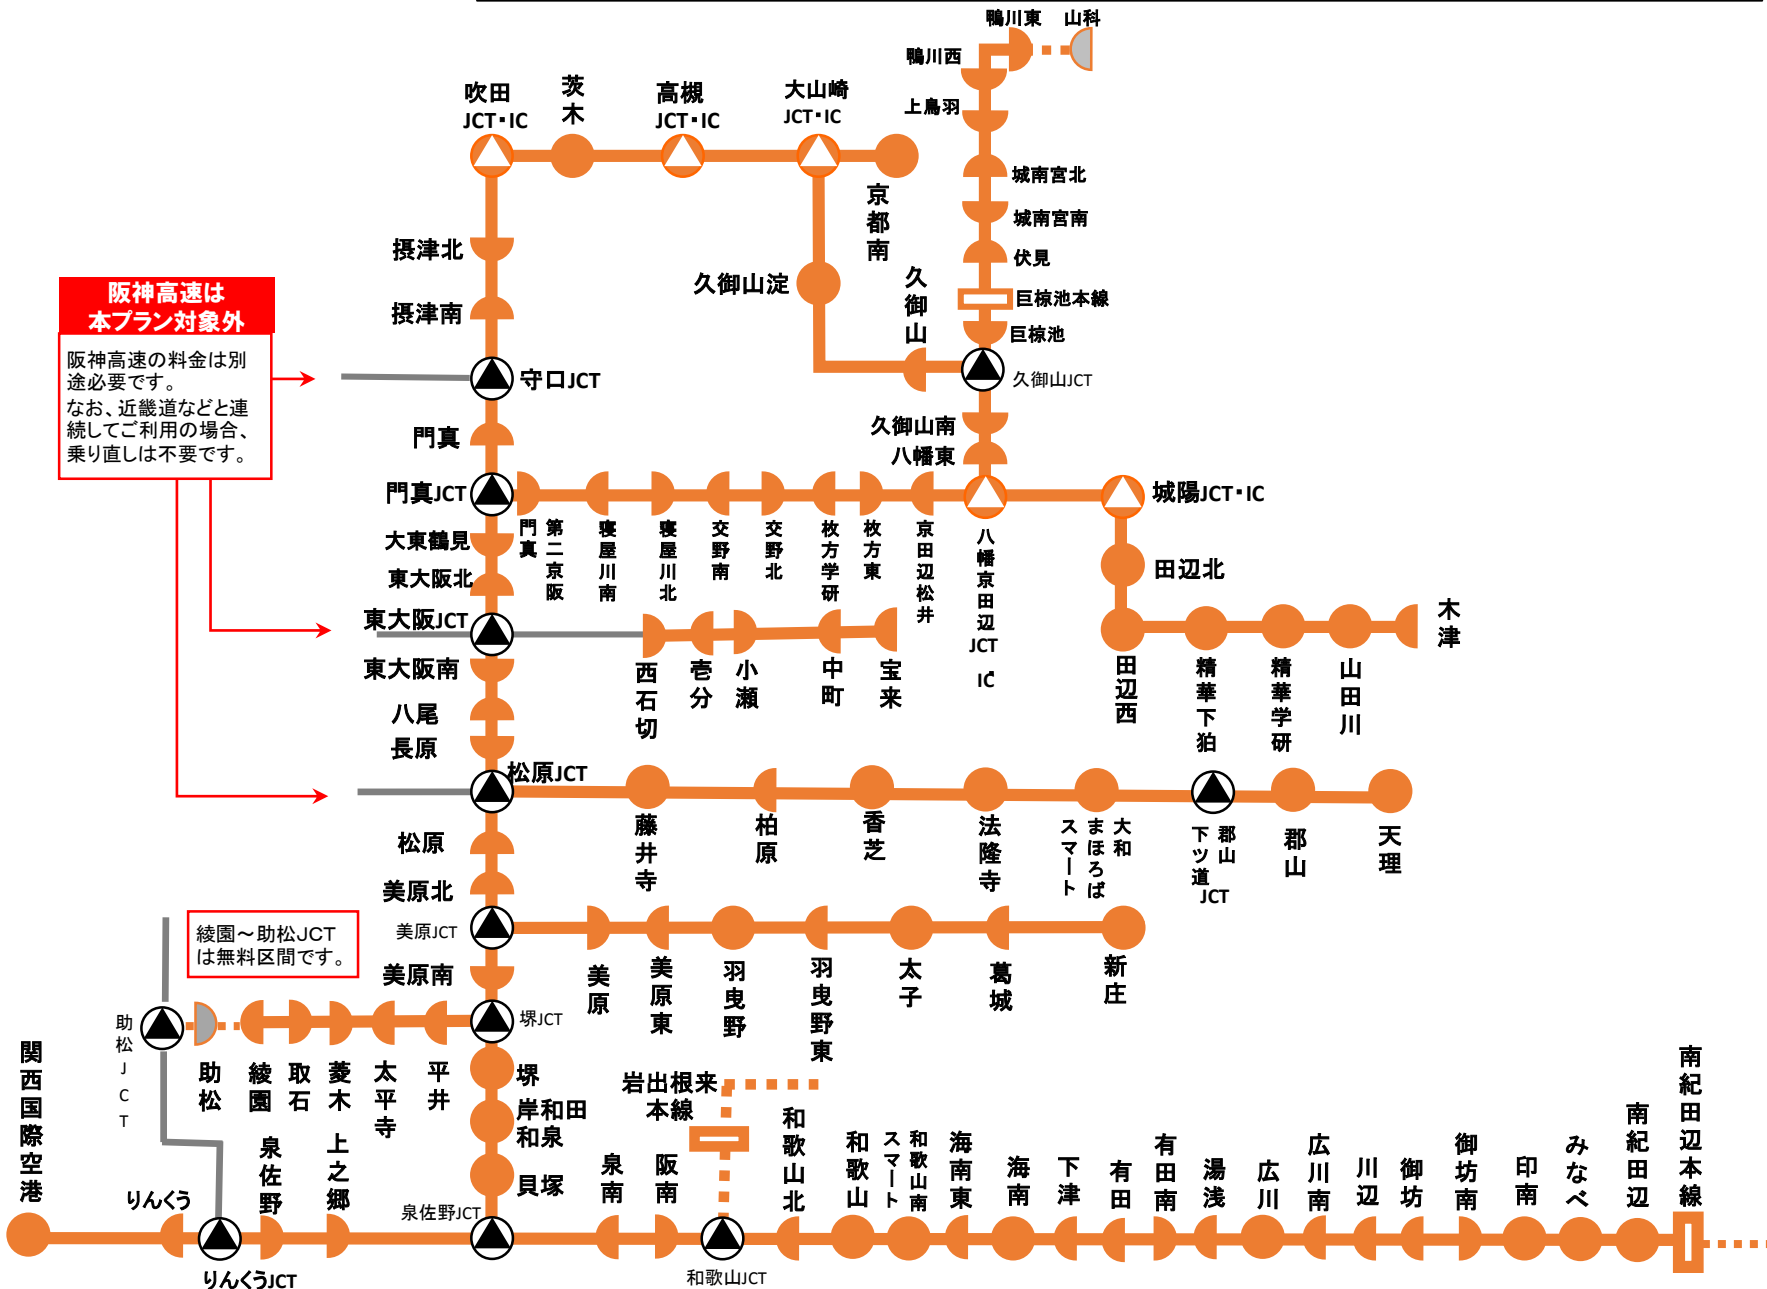 鴨川東
山科
鴨川西
上鳥羽
城南宮北
城南宮南
伏見
巨椋池本線
巨椋池
久御山JCT
吹田
JCT・IC
茨木
高槻
JCT・IC
大山崎
JCT・IC
京都南
久御山淀
久御山
摂津北
摂津南
守口JCT
門真
門真JCT
大東鶴見
東大阪北
東大阪JCT
東大阪南
八尾
長原
松原JCT
松原
美原北
美原JCT
美原南
堺JCT
堺
岸和田
和泉
貝塚
泉佐野JCT
阪神高速は
本プラン対象外
阪神高速の料金は別
途必要です。
なお、近畿道などと連
続してご利用の場合、
乗り直しは不要です。
久御山南
八幡東
門真
第二京阪
寝屋川南
寝屋川北
交野南
交野北
枚方学研
枚方東
京田辺松井
八幡京田辺
JCT
・
IC
城陽JCT・IC
田辺北
田辺西
精華下狛
精華学研
山田川
木津
西石切
壱分
小瀬
中町
宝来
藤井寺
柏原
香芝
法隆寺
大和
まほろば
スマート
郡山
下ツ道
JCT
郡山
天理
美原
美原東
羽曳野
羽曳野東
太子
葛城
新庄
綾園～助松JCT
は無料区間です。
助松JCT
助松
綾園
取石
菱木
太平寺
平井
関西国際空港
りんくう
りんくうJCT
泉佐野
上之郷
泉南
阪南
岩出根来
本線
和歌山JCT
和歌山北
和歌山
和歌山南
スマート
海南東
海南
下津
有田
有田南
湯浅
広川
広川南
川辺
御坊
御坊南
印南
みなべ
南紀田辺
南紀田辺本線